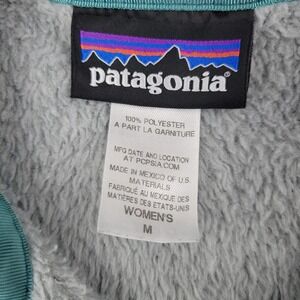 patagonia®
100% POLYESTER
A PART LA GARNITURE
MFG DATE AND LOCATION
AT PCPSIA.COM
MADE IN MEXICO OF U.S.
MATERIALS
FABRIQUÉ AU MEXIQUE DES
MATIÈRES DES ÉTATS-UNIS
WOMEN'S
M